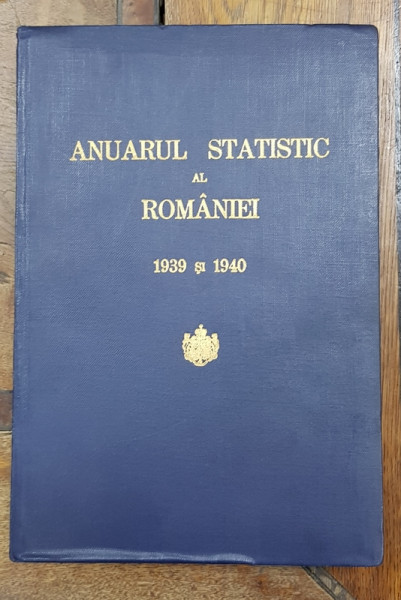 ANUARUL STATISTIC
AL
ROMÂNIEI
1939 și 1940